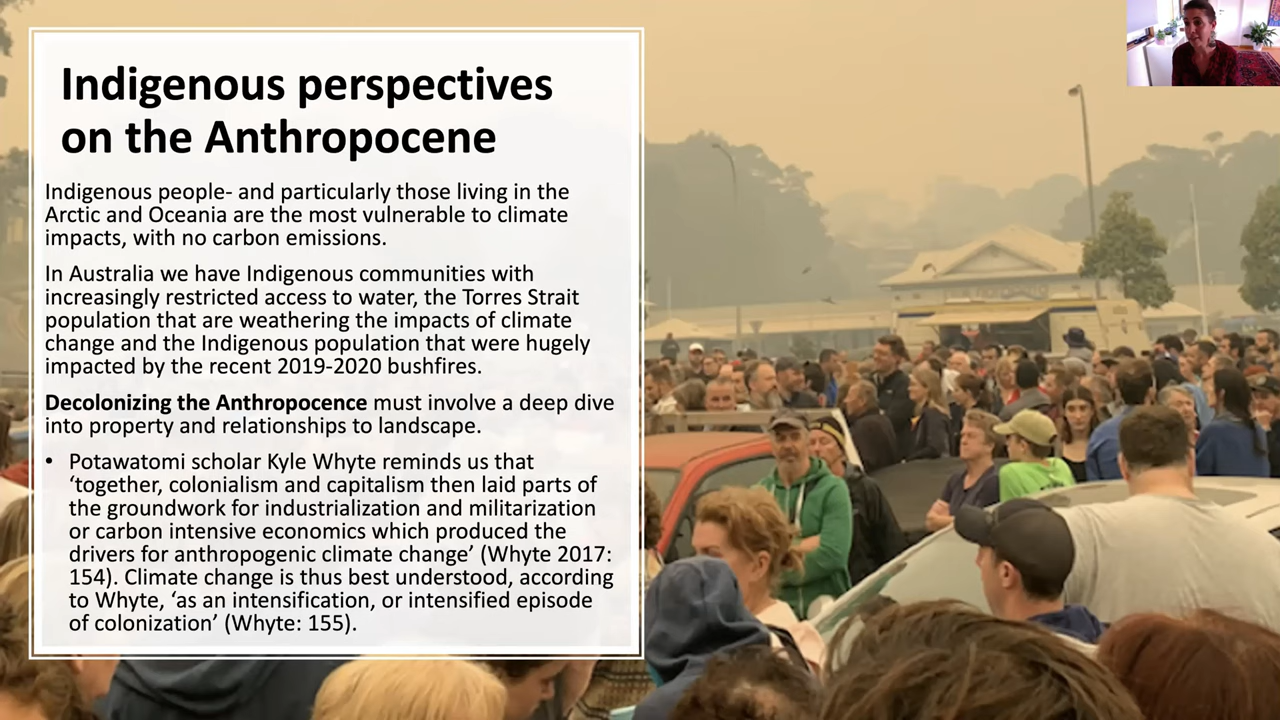 Indigenous perspectives
on the Anthropocene
Indigenous people- and particularly those living in the
Arctic and Oceania are the most vulnerable to climate
impacts, with no carbon emissions.
In Australia we have Indigenous communities with
increasingly restricted access to water, the Torres Strait
population that are weathering the impacts of climate
change and the Indigenous population that were hugely
impacted by the recent 2019-2020 bushfires.
Decolonizing the Anthropocence must involve a deep dive
into property and relationships to landscape.
• Potawatomi scholar Kyle Whyte reminds us that
‘together, colonialism and capitalism then laid parts of
the groundwork for industrialization and militarization
or carbon intensive economics which produced the
drivers for anthropogenic climate change’ (Whyte 2017:
154). Climate change is thus best understood, according
to Whyte, ‘as an intensification, or intensified episode
of colonization’ (Whyte: 155).